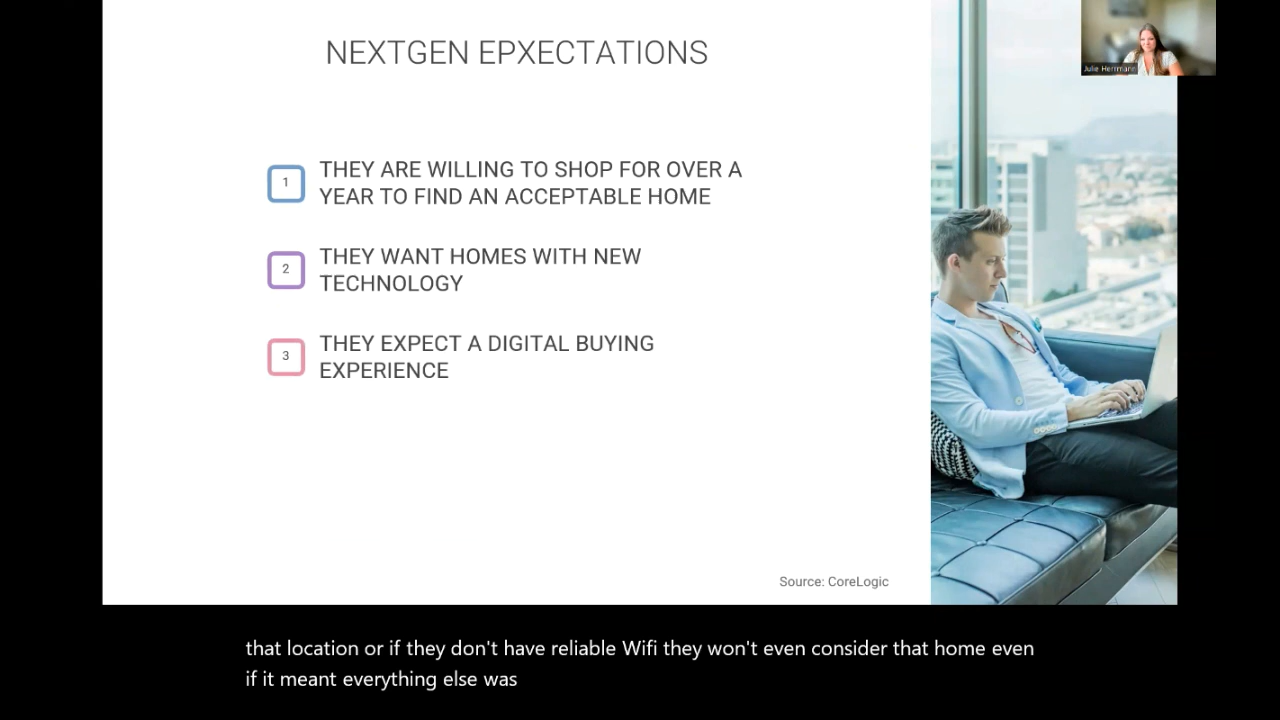 NEXTGEN EPXECTATIONS
Julie Herrmann
1
THEY ARE WILLING TO SHOP FOR OVER A
YEAR TO FIND AN ACCEPTABLE HOME
2
THEY WANT HOMES WITH NEW
TECHNOLOGY
3
THEY EXPECT A DIGITAL BUYING
EXPERIENCE
Source: CoreLogic
that location or if they don't have reliable Wifi they won't even consider that home even
if it meant everything else was